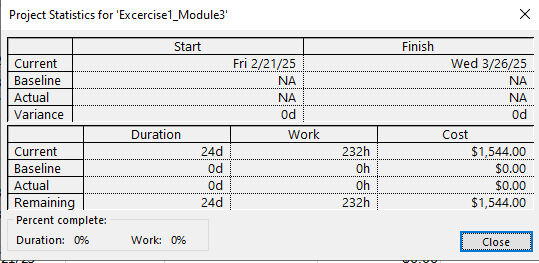 Project Statistics for 'Excercise1_Module3'
Start Finish
Current Fri 2/21/25 Wed 3/26/25
Baseline NA NA
Actual NA NA
Variance 0d 0d
Duration Work Cost
Current 24d 232h $1,544.00
Baseline 0d 0h $0.00
Actual 0d 0h $0.00
Remaining 24d 232h $1,544.00
Percent complete:
Duration: 0% Work: 0% Close